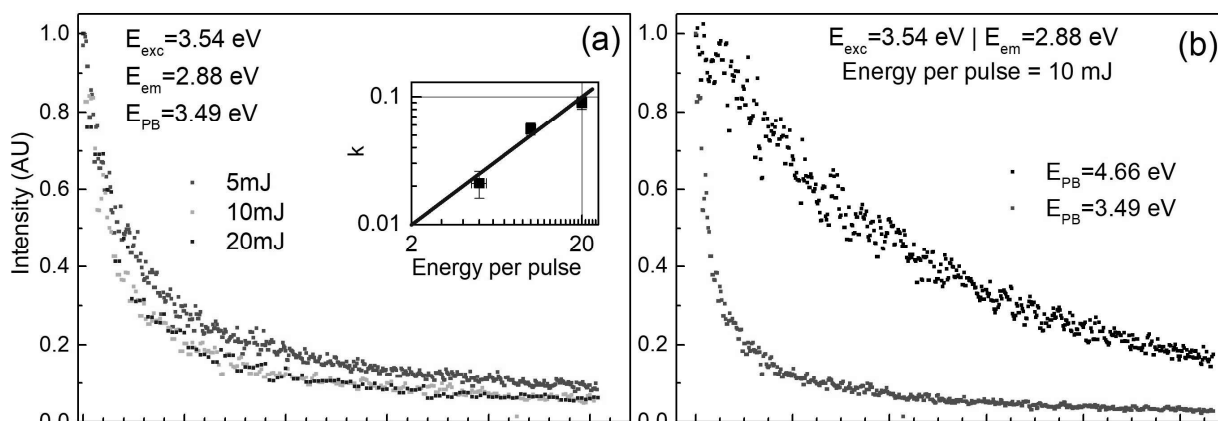 (a)
E_exc=3.54 eV
E_em=2.88 eV
E_PB=3.49 eV
5mJ
10mJ
20mJ
Intensity (AU)
1.0
0.8
0.6
0.4
0.2
0.0
k
0.1
0.01
2
20
Energy per pulse
(b)
E_exc=3.54 eV | E_em=2.88 eV
Energy per pulse = 10 mJ
E_PB=4.66 eV
E_PB=3.49 eV
1.0
0.8
0.6
0.4
0.2
0.0